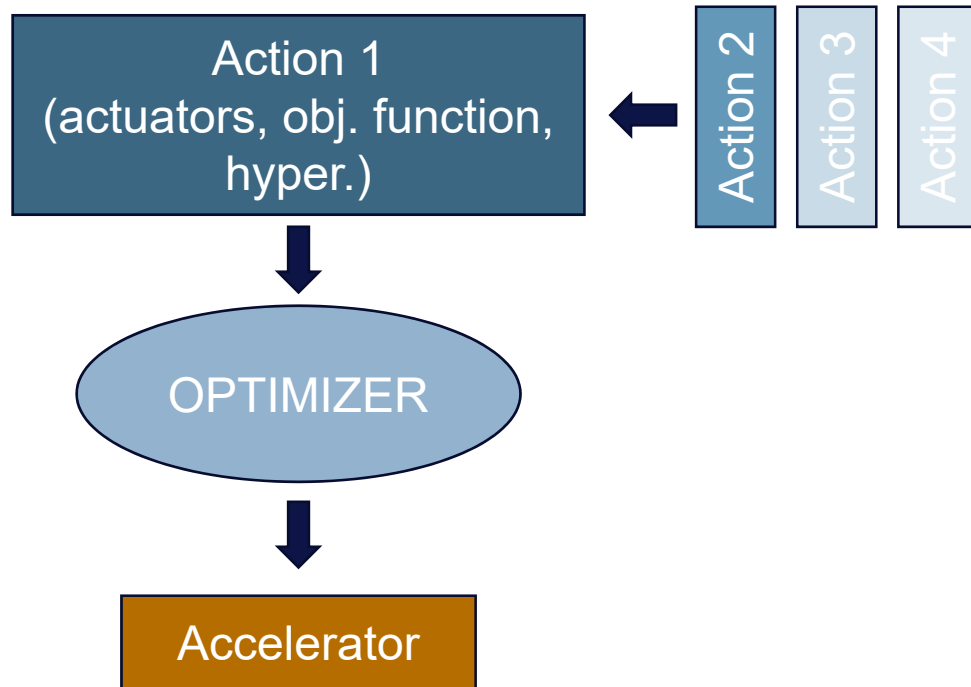 Action 1
(actuators, obj. function,
hyper.)
Action 2
Action 3
Action 4
OPTIMIZER
Accelerator